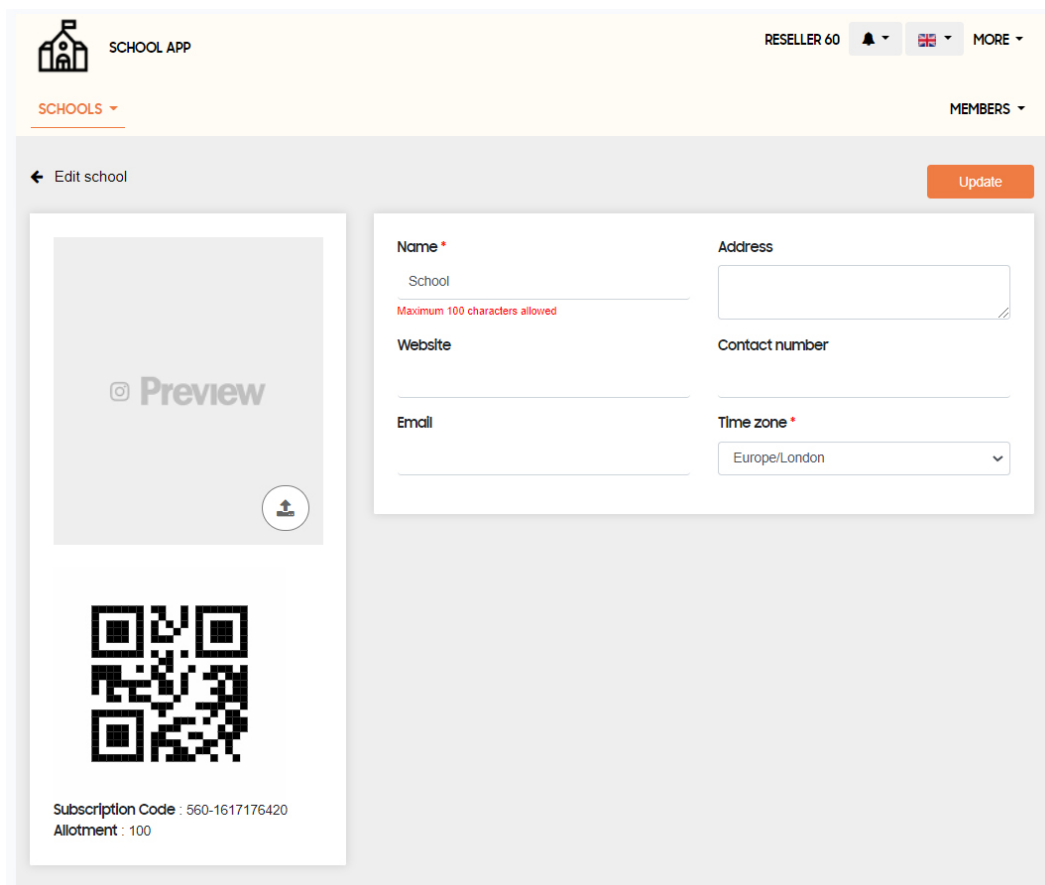 SCHOOL APP
RESELLER 60
MORE
SCHOOLS
MEMBERS
Edit school
Update
Name *
School
Maximum 100 characters allowed
Address
Website
Contact number
Email
Time zone *
Europe/London
Preview
Subscription Code : 560-1617176420
Allotment : 100